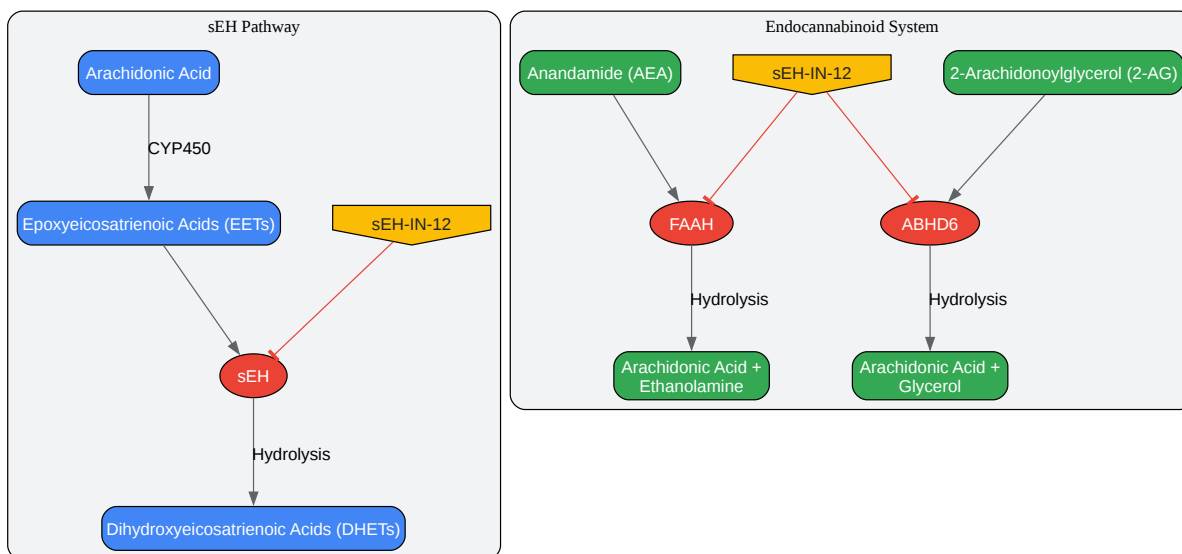 sEH Pathway
Arachidonic Acid
CYP450
Epoxyeicosatrienoic Acids (EETs)
sEH-IN-12
sEH
Hydrolysis
Dihydroxyeicosatrienoic Acids (DHETs)
Endocannabinoid System
Anandamide (AEA)
sEH-IN-12
2-Arachidonoylglycerol (2-AG)
FAAH
ABHD6
Hydrolysis
Hydrolysis
Arachidonic Acid +
Ethanolamine
Arachidonic Acid +
Glycerol